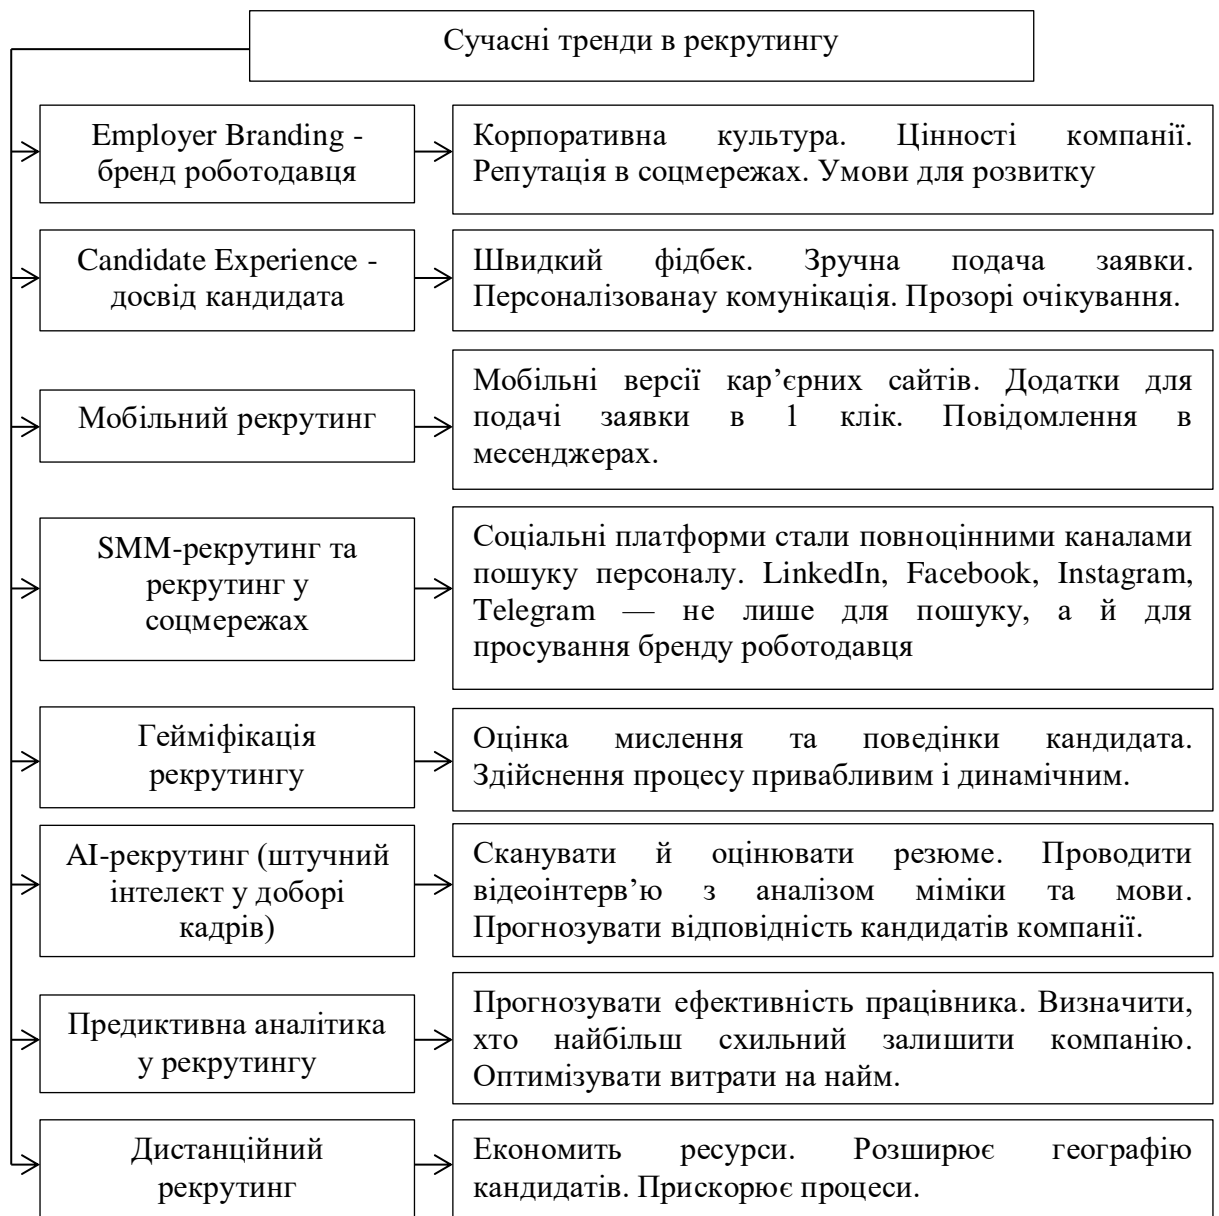 Сучасні тренди в рекрутингу
Employer Branding -
бренд роботодавця
Корпоративна культура. Цінності компанії.
Репутація в соцмережах. Умови для розвитку
Candidate Experience -
досвід кандидата
Швидкий фідбек. Зручна подача заявки.
Персоналізованау комунікація. Прозорі очікування.
Мобільний рекрутинг
Мобільні версії кар’єрних сайтів. Додатки для
подачі заявки в 1 клік. Повідомлення в
месенджерах.
SMM-рекрутинг та
рекрутинг у
соцмережах
Соціальні платформи стали повноцінними каналами
пошуку персоналу. LinkedIn, Facebook, Instagram,
Telegram — не лише для пошуку, а й для
просування бренду роботодавця
Гейміфікація
рекрутингу
Оцінка мислення та поведінки кандидата.
Здійснення процесу привабливим і динамічним.
AI-рекрутинг (штучний
інтелект у доборі
кадрів)
Сканувати й оцінювати резюме. Проводити
відеоінтерв’ю з аналізом міміки та мови.
Прогнозувати відповідність кандидатів компанії.
Предиктивна аналітика
у рекрутингу
Прогнозувати ефективність працівника. Визначити,
хто найбільш схильний залишити компанію.
Оптимізувати витрати на найм.
Дистанційний
рекрутинг
Економить ресурси. Розширює географію
кандидатів. Прискорює процеси.